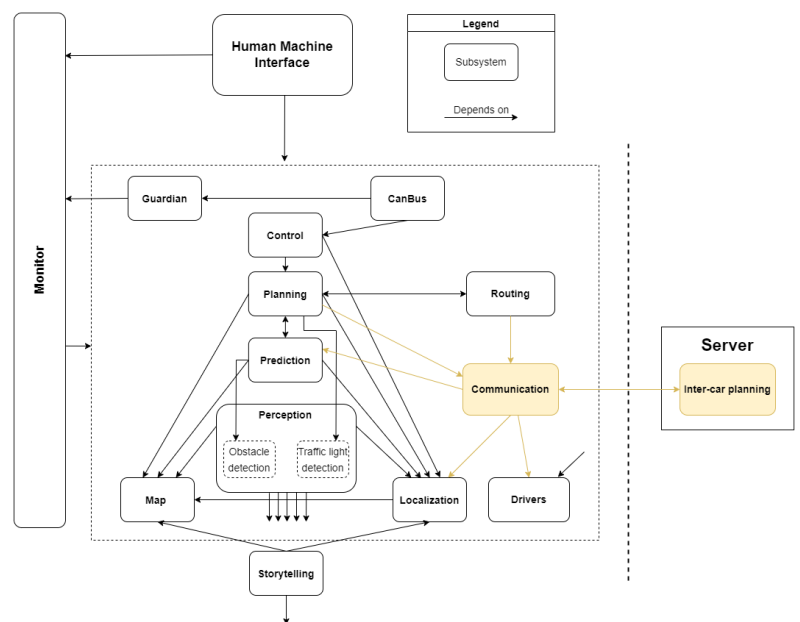 Human Machine
Interface
Legend
Subsystem
Depends on
Monitor
Guardian
CanBus
Control
Planning
Routing
Prediction
Communication
Server
Inter-car planning
Perception
Obstacle
detection
Traffic light
detection
Map
Localization
Drivers
Storytelling